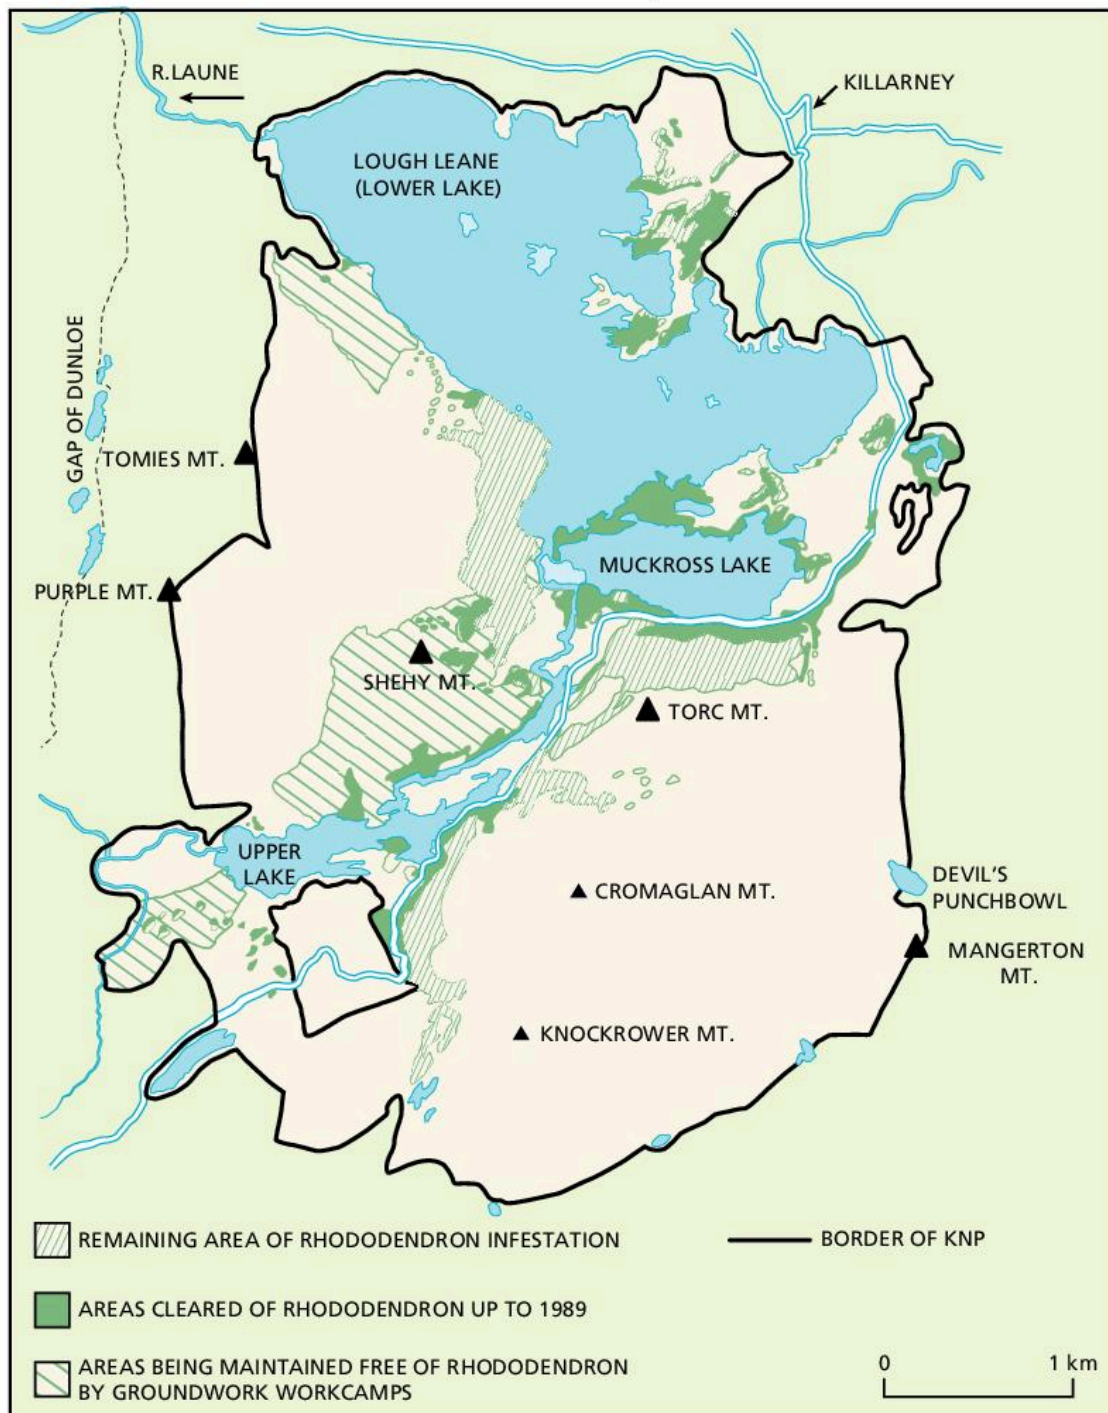 R.LAUNE
KILLARNEY
LOUGH LEANE
(LOWER LAKE)
GAP OF DUNLOE
TOMIES MT.
MUCKROSS LAKE
PURPLE MT.
SHEHY MT.
TORC MT.
UPPER
LAKE
CROMAGLAN MT.
DEVIL'S
PUNCHBOWL
MANGERTON
MT.
KNOCKROWER MT.
REMAINING AREA OF RHODODENDRON INFESTATION
BORDER OF KNP
AREAS CLEARED OF RHODODENDRON UP TO 1989
AREAS BEING MAINTAINED FREE OF RHODODENDRON
BY GROUNDWORK WORKCAMPS
0 1 km